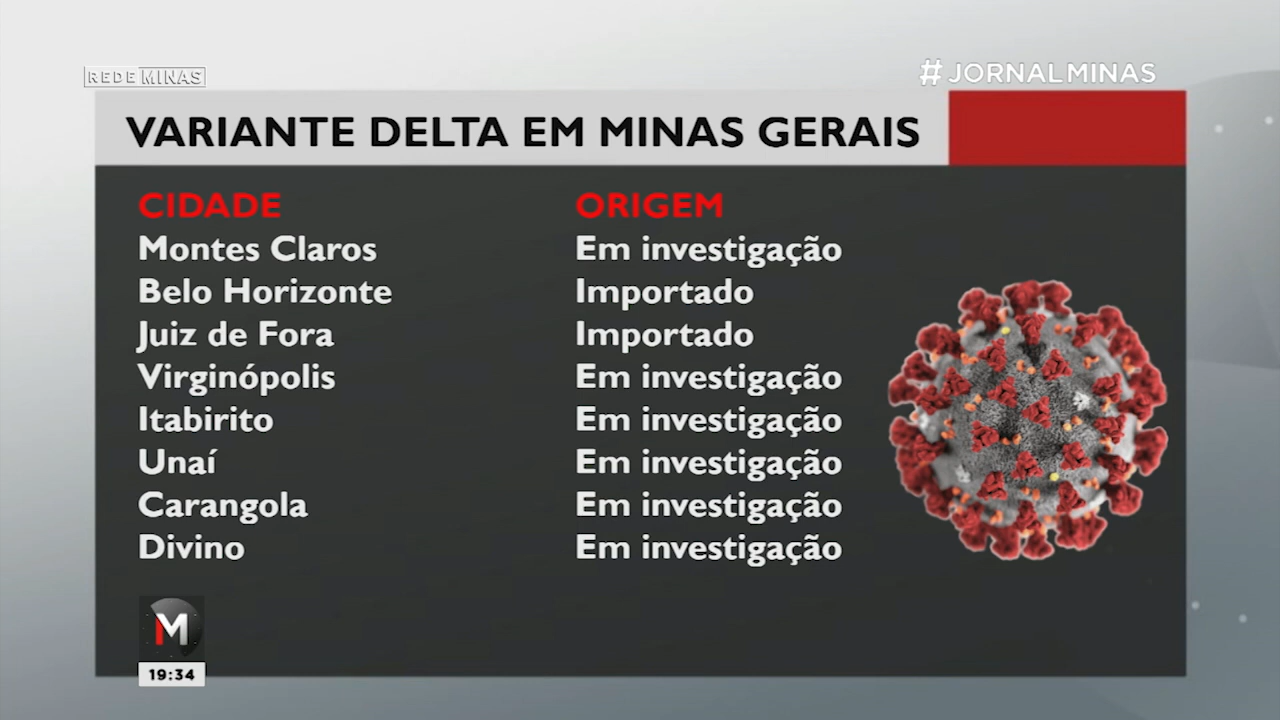 REDE MINAS
#JORNALMINAS
VARIANTE DELTA EM MINAS GERAIS
CIDADE ORIGEM
Montes Claros Em investigação
Belo Horizonte Importado
Juiz de Fora Importado
Virginópolis Em investigação
Itabirito Em investigação
Unaí Em investigação
Carangola Em investigação
Divino Em investigação
M
19:34